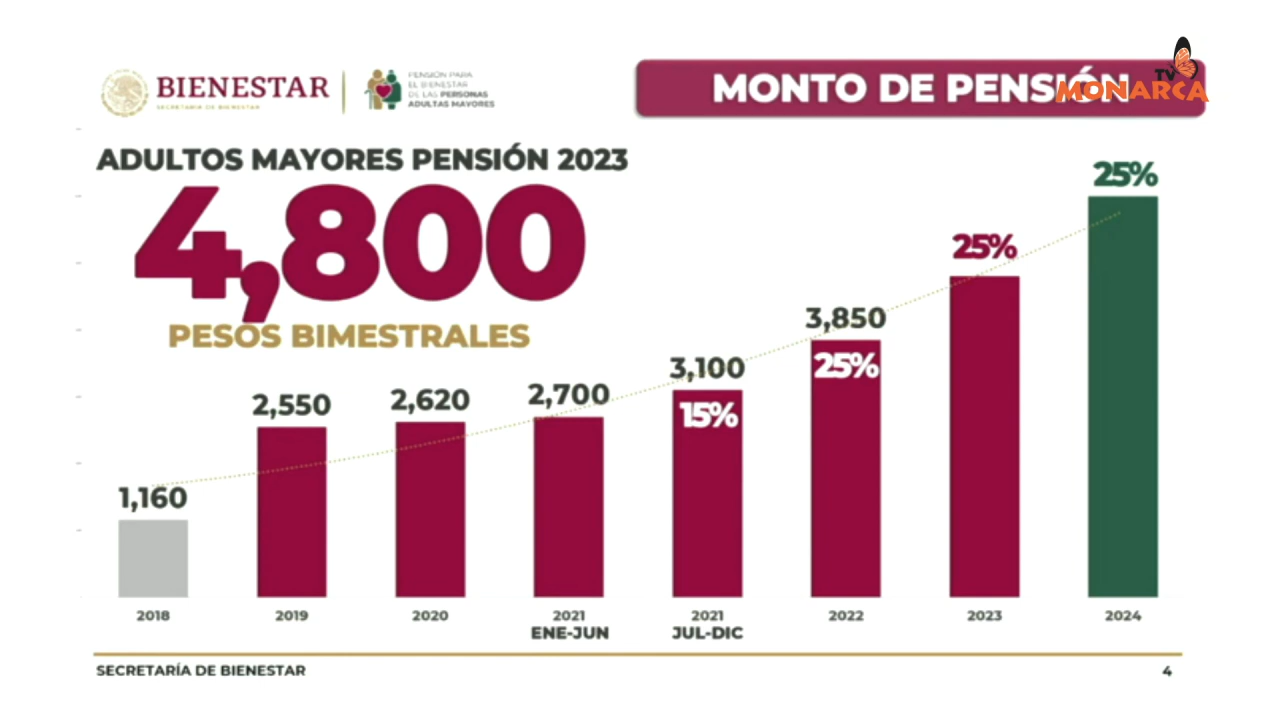 BIENESTAR
SECRETARÍA DE BIENESTAR
PENSIÓN PARA
EL BIENESTAR
DE LAS PERSONAS
ADULTAS MAYORES
MONTO DE PENSIÓN
TV
MONARCA
ADULTOS MAYORES PENSIÓN 2023
4,800
PESOS BIMESTRALES
1,160
2,550
2,620
2,700
3,100
15%
3,850
25%
25%
25%
2018
2019
2020
2021
ENE-JUN
2021
JUL-DIC
2022
2023
2024
SECRETARÍA DE BIENESTAR
4